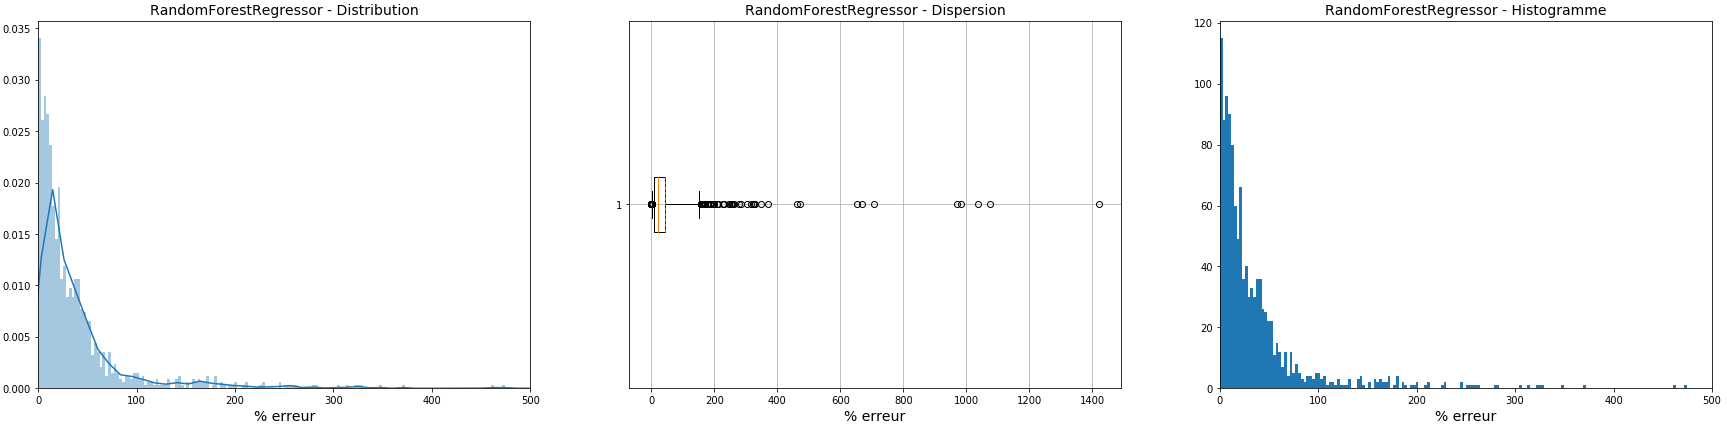 RandomForestRegressor - Distribution
0.035
0.030
0.025
0.020
0.015
0.010
0.005
0.000
0 100 200 300 400 500
% erreur
RandomForestRegressor - Dispersion
1
0 200 400 600 800 1000 1200 1400
% erreur
RandomForestRegressor - Histogramme
120
100
80
60
40
20
0
0 100 200 300 400 500
% erreur